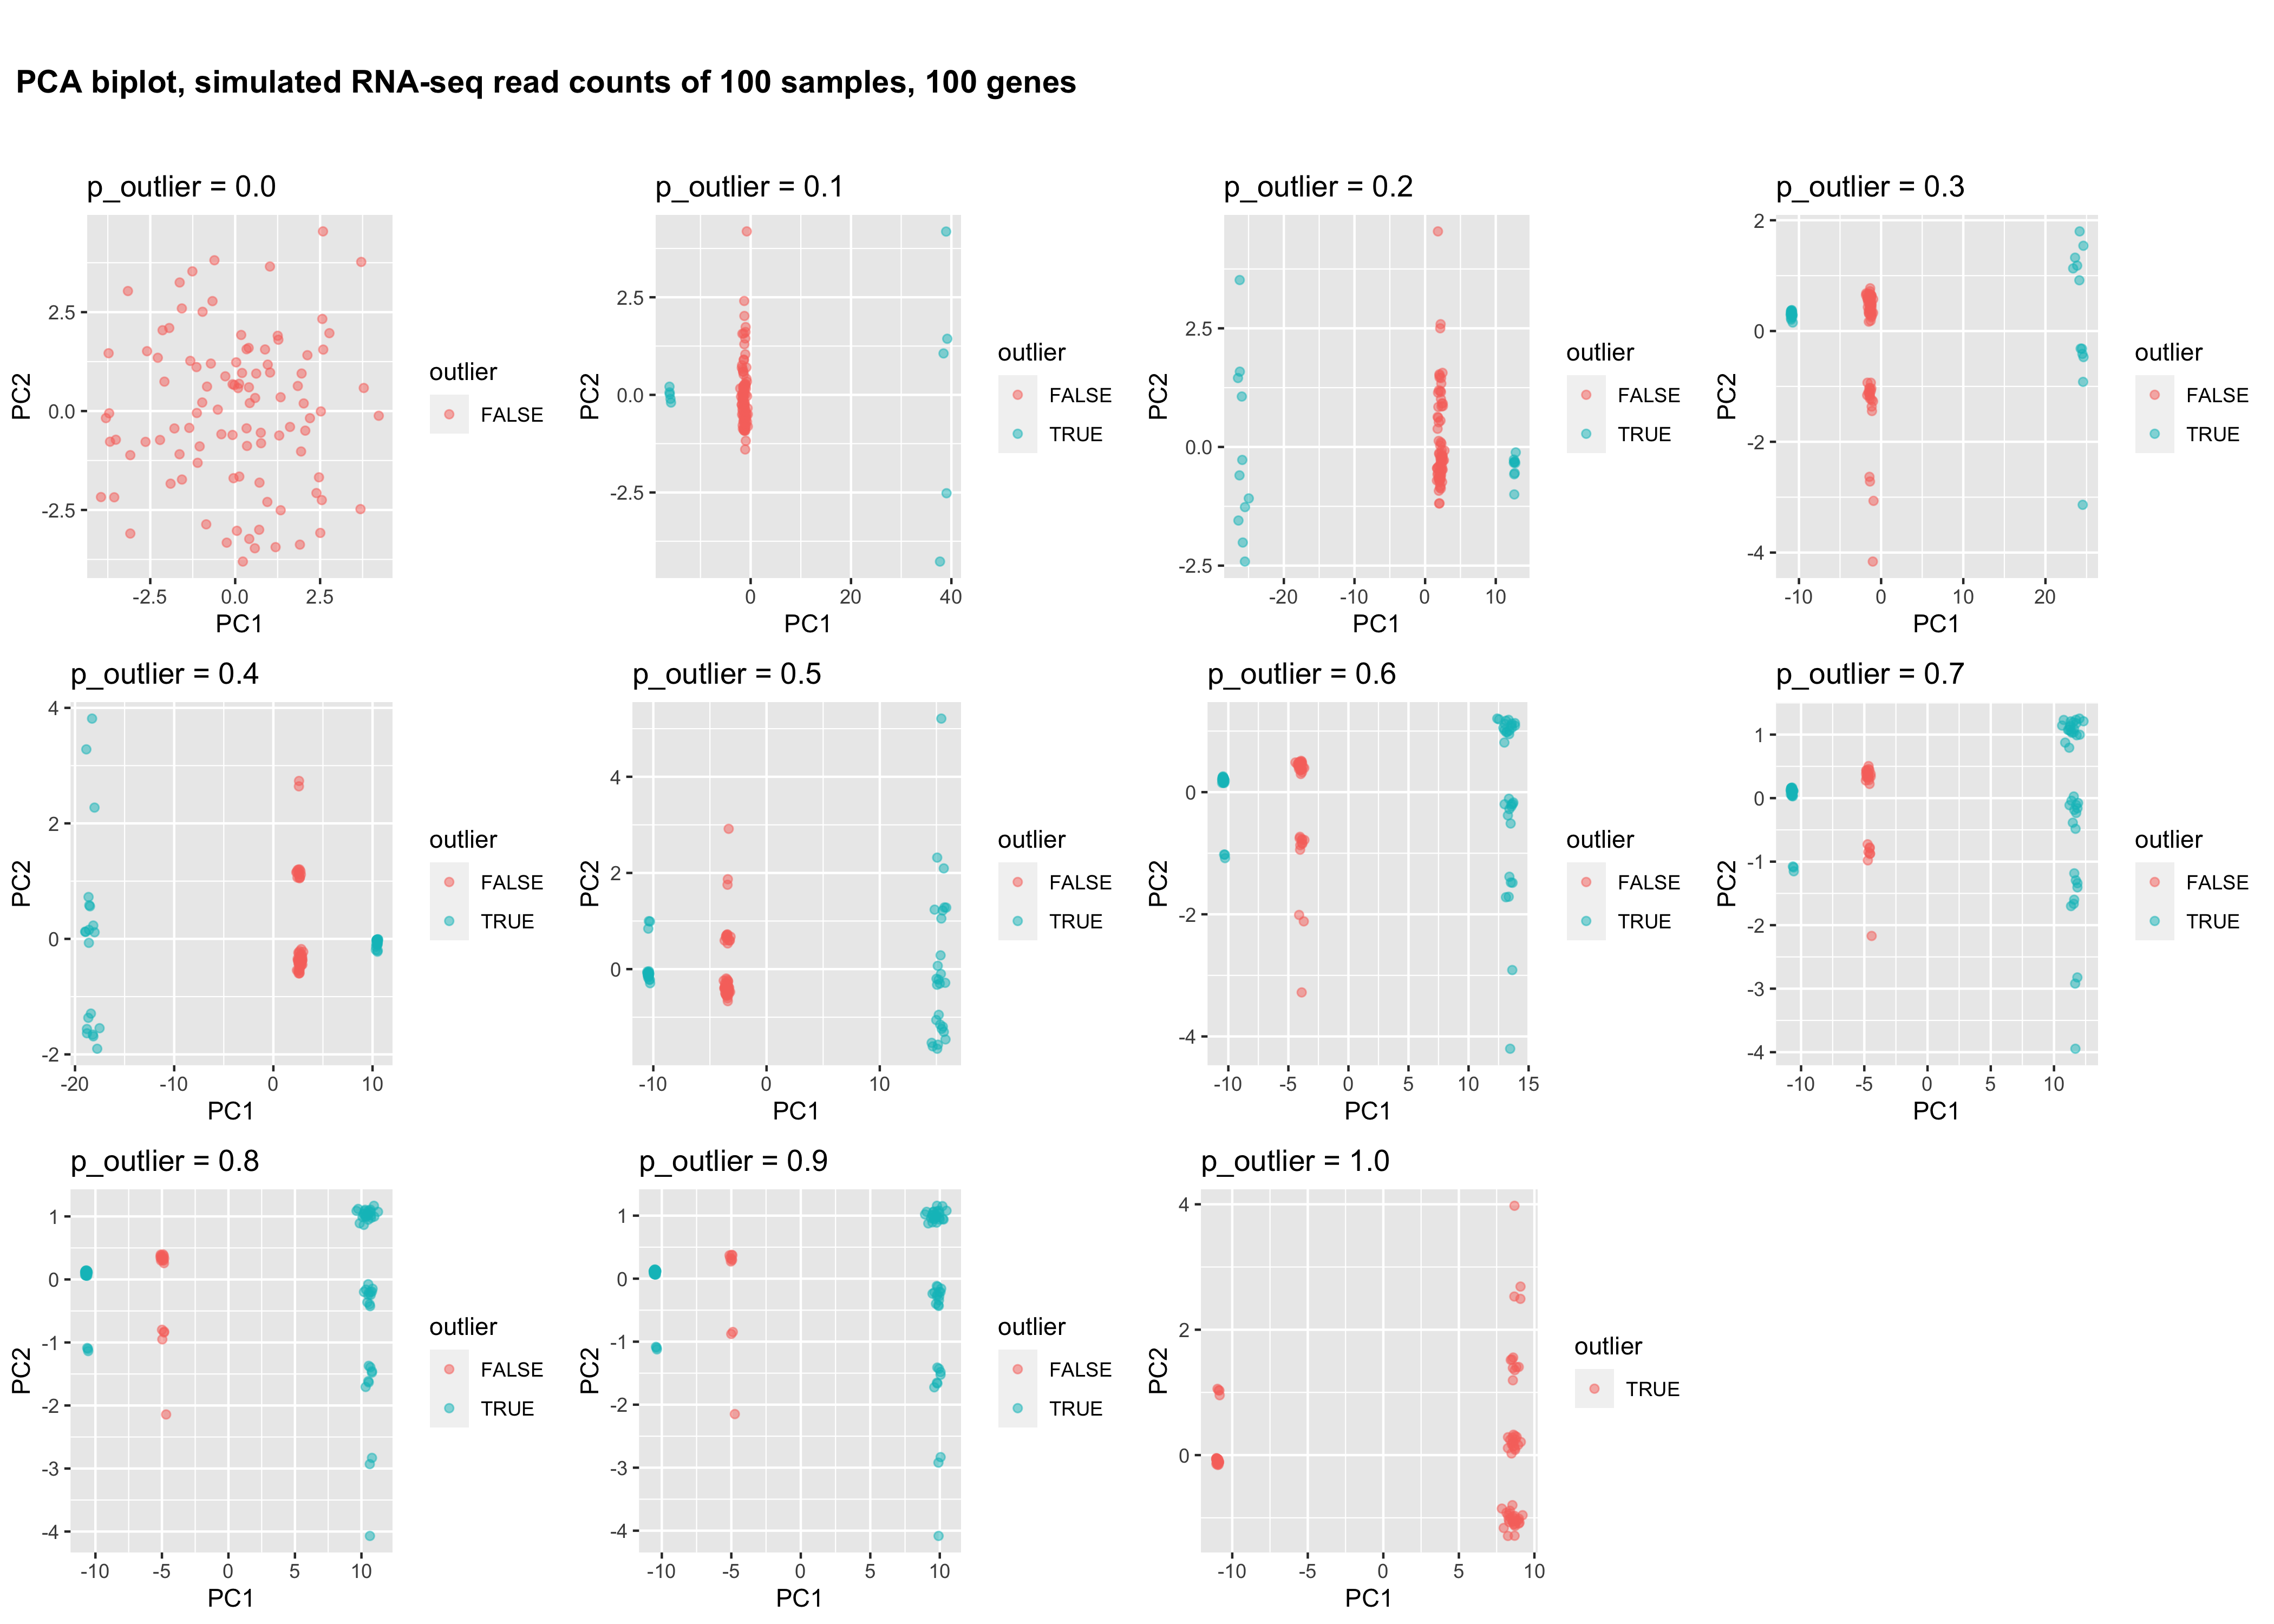 PCA biplot, simulated RNA-seq read counts of 100 samples, 100 genes
p_outlier = 0.0
PC2
2.5
0.0
-2.5
-2.5 0.0 2.5
PC1
outlier
FALSE
p_outlier = 0.1
PC2
2.5
0.0
-2.5
0 20 40
PC1
outlier
FALSE
TRUE
p_outlier = 0.2
PC2
2.5
0.0
-2.5
-20 -10 0 10
PC1
outlier
FALSE
TRUE
p_outlier = 0.3
PC2
2
0
-2
-4
-10 0 10 20
PC1
outlier
FALSE
TRUE
p_outlier = 0.4
PC2
4
2
0
-2
-20 -10 0 10
PC1
outlier
FALSE
TRUE
p_outlier = 0.5
PC2
4
2
0
-10 0 10
PC1
outlier
FALSE
TRUE
p_outlier = 0.6
PC2
0
-2
-4
-10 -5 0 5 10 15
PC1
outlier
FALSE
TRUE
p_outlier = 0.7
PC2
1
0
-1
-2
-3
-4
-10 -5 0 5 10
PC1
outlier
FALSE
TRUE
p_outlier = 0.8
PC2
1
0
-1
-2
-3
-4
-10 -5 0 5 10
PC1
outlier
FALSE
TRUE
p_outlier = 0.9
PC2
1
0
-1
-2
-3
-4
-10 -5 0 5 10
PC1
outlier
FALSE
TRUE
p_outlier = 1.0
PC2
4
2
0
-10 -5 0 5 10
PC1
outlier
TRUE